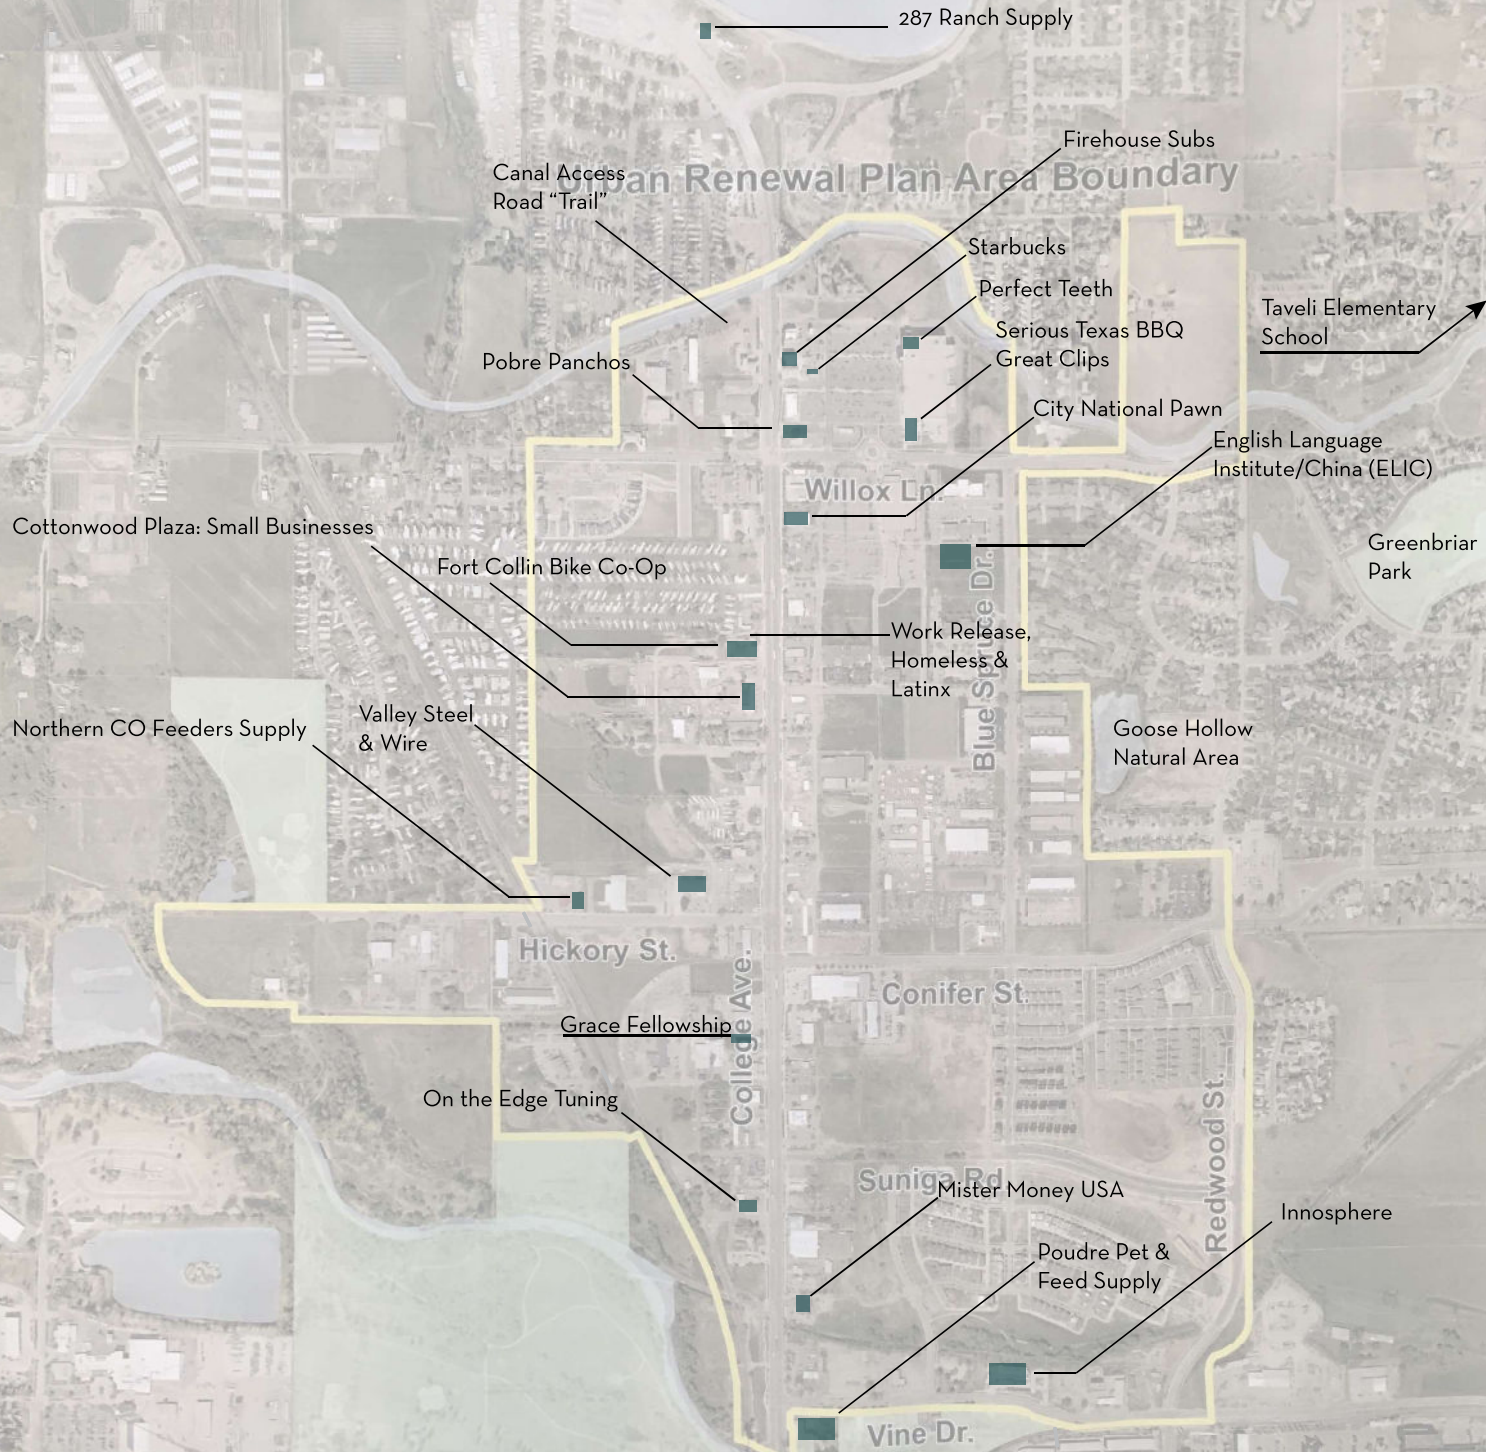 287 Ranch Supply
Firehouse Subs
Urban Renewal Plan Area Boundary
Canal Access
Road “Trail”
Starbucks
Perfect Teeth
Taveli Elementary
School
Serious Texas BBQ
Great Clips
Pobre Panchos
City National Pawn
English Language
Institute/China (ELIC)
Willox Ln.
Cottonwood Plaza: Small Businesses
Greenbriar
Park
Fort Collin Bike Co-Op
Work Release,
Homeless &
Latinx
Blue Spruce Dr.
Valley Steel
& Wire
Northern CO Feeders Supply
Goose Hollow
Natural Area
Hickory St.
Conifer St.
Grace Fellowship
College Ave.
On the Edge Tuning
Redwood St.
Suniga Rd.
Mister Money USA
Innosphere
Poudre Pet &
Feed Supply
Vine Dr.